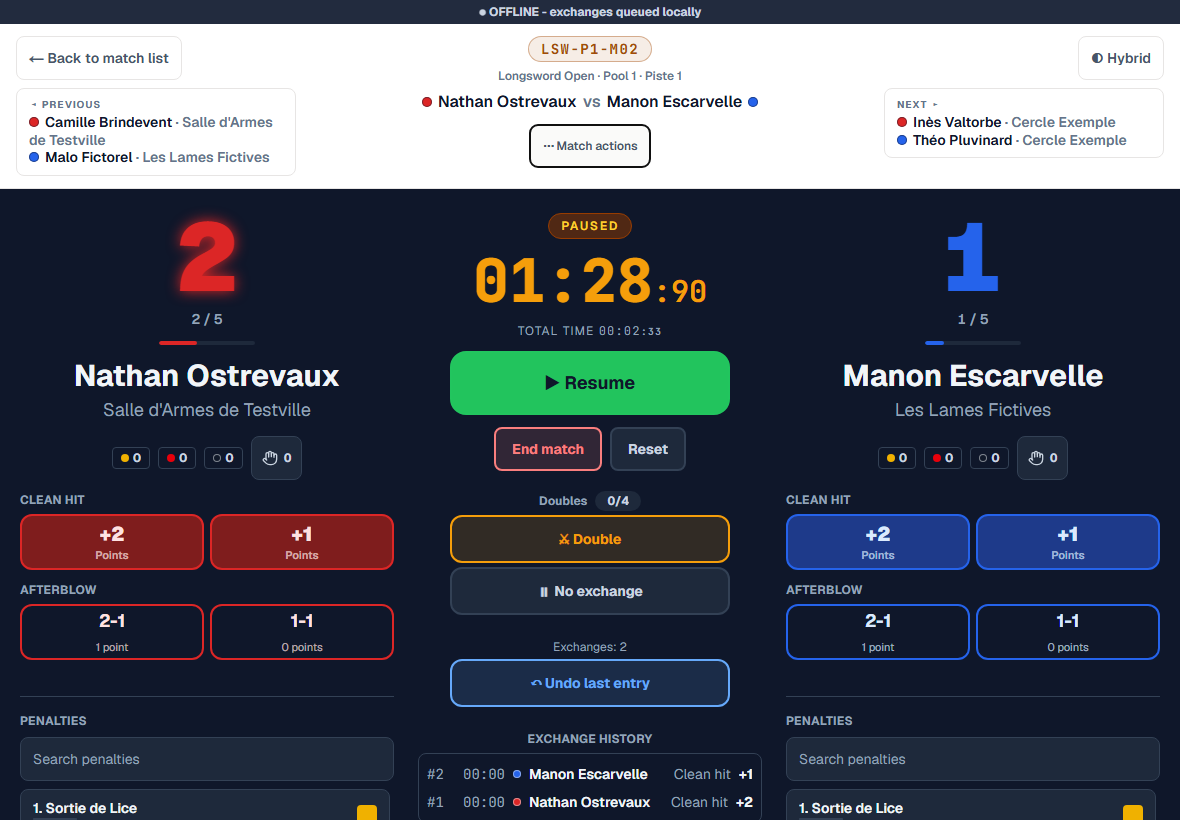 ● OFFLINE - exchanges queued locally
← Back to match list
LSW-P1-M02
Longsword Open · Pool 1 · Piste 1
Nathan Ostrevaux vs Manon Escarvelle
··· Match actions
◐ Hybrid
◂ PREVIOUS
Camille Brindevent · Salle d'Armes
de Testville
Malo Fictorel · Les Lames Fictives
NEXT ▸
Inès Valtorbe · Cercle Exemple
Théo Pluvinard · Cercle Exemple
2
2 / 5
Nathan Ostrevaux
Salle d'Armes de Testville
0 0 0 0
CLEAN HIT
+2 +1
Points Points
AFTERBLOW
2-1 1-1
1 point 0 points
PENALTIES
Search penalties
1. Sortie de Lice
PAUSED
01:28:90
TOTAL TIME 00:02:33
▶ Resume
End match Reset
Doubles 0/4
⚔ Double
⏸ No exchange
Exchanges: 2
↶ Undo last entry
EXCHANGE HISTORY
#2 00:00 Manon Escarvelle Clean hit +1
#1 00:00 Nathan Ostrevaux Clean hit +2
1
1 / 5
Manon Escarvelle
Les Lames Fictives
0 0 0 0
CLEAN HIT
+2 +1
Points Points
AFTERBLOW
2-1 1-1
1 point 0 points
PENALTIES
Search penalties
1. Sortie de Lice